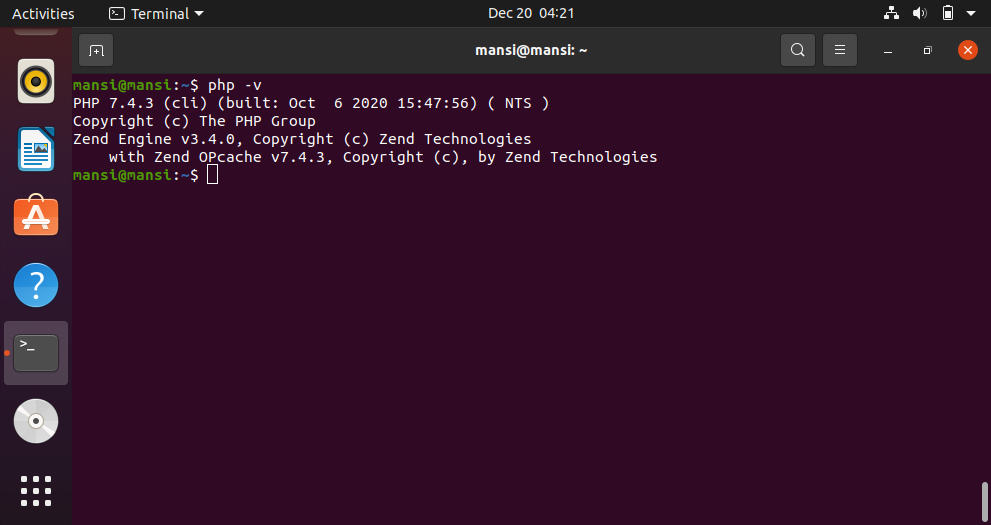 Activities Terminal Dec 20 04:21
mansi@mansi: ~
mansi@mansi:~$ php -v
PHP 7.4.3 (cli) (built: Oct  6 2020 15:47:56) ( NTS )
Copyright (c) The PHP Group
Zend Engine v3.4.0, Copyright (c) Zend Technologies
    with Zend OPcache v7.4.3, Copyright (c), by Zend Technologies
mansi@mansi:~$